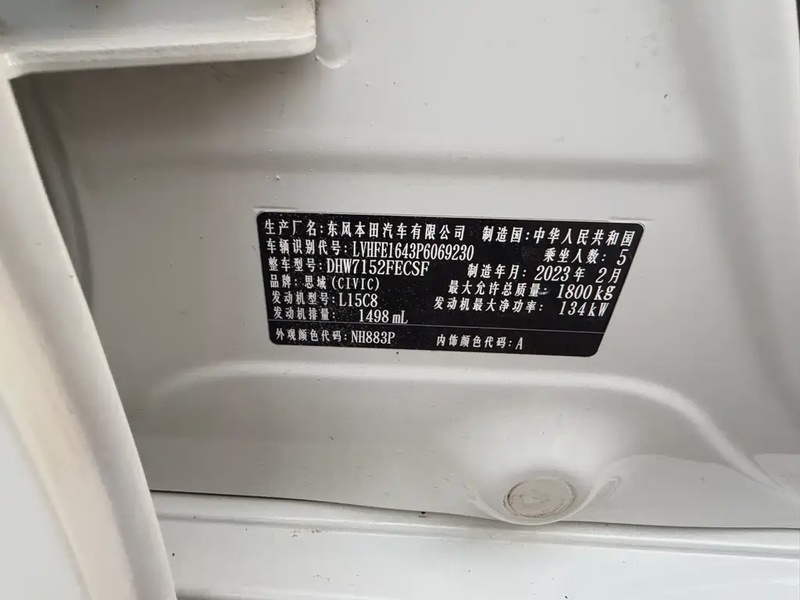 生产厂名:东风本田汽车有限公司 制造国:中华人民共和国
车辆识别代号:LVHFE1643P6069230 乘坐人数:5
整车型号:DHW7152FECSF 制造年月:2023年2月
品牌:思域(CIVIC) 最大允许总质量:1800kg
发动机型号:L15C8 发动机最大净功率:134kW
发动机排量:1498mL
外观颜色代码:NH883P 内饰颜色代码:A